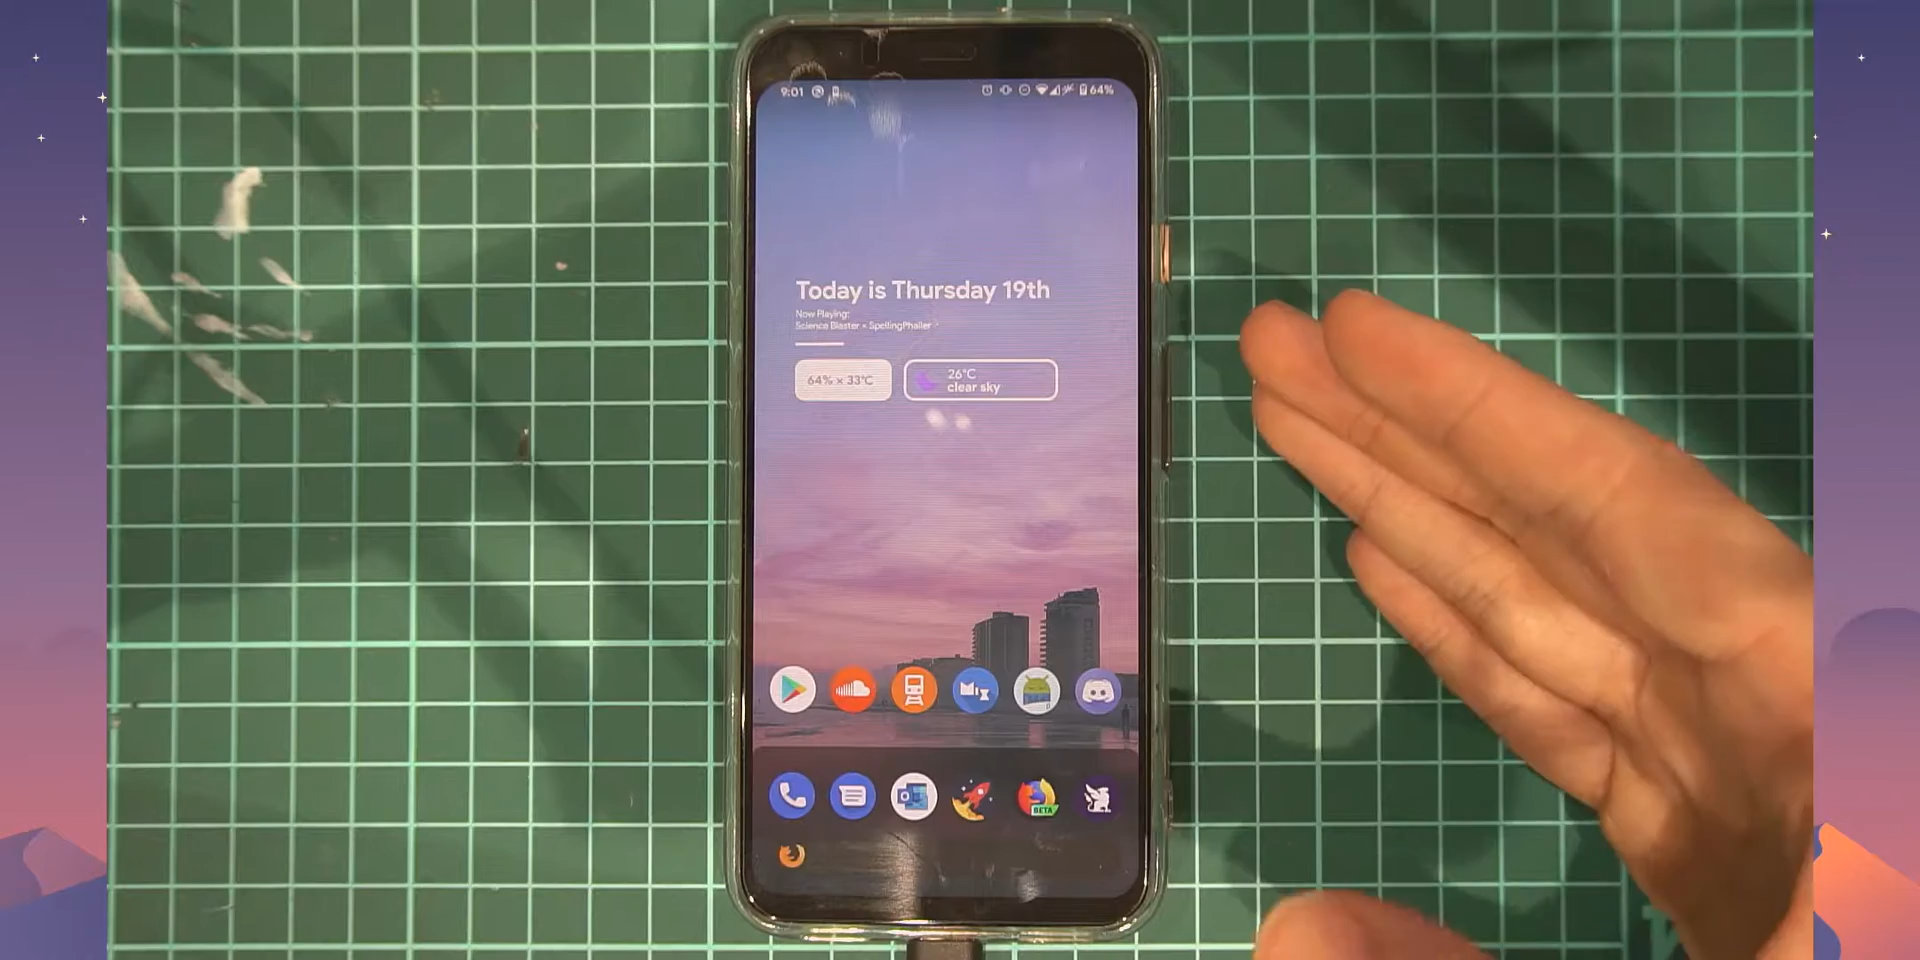 9:01
64%
Today is Thursday 19th
Now Playing:
Science Blaster × SpellingPhailer
64% × 33°C
26°C
clear sky
BETA